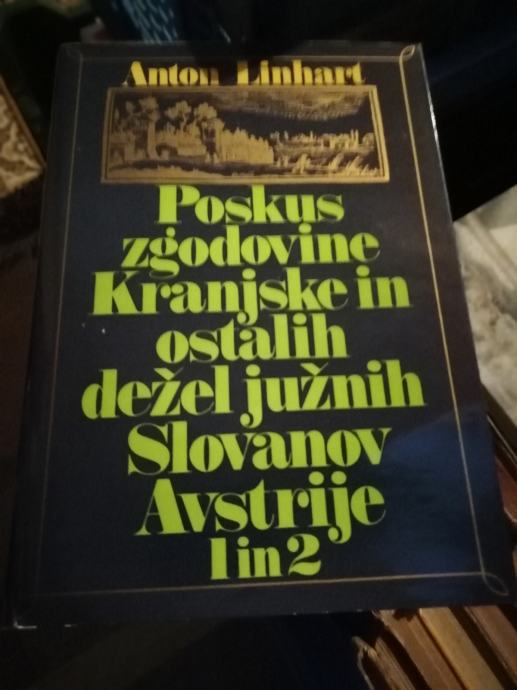 Anton Linhart
Poskus
zgodovine
Kranjske in
ostalih
dežel južnih
Slovanov
Avstrije
1 in 2